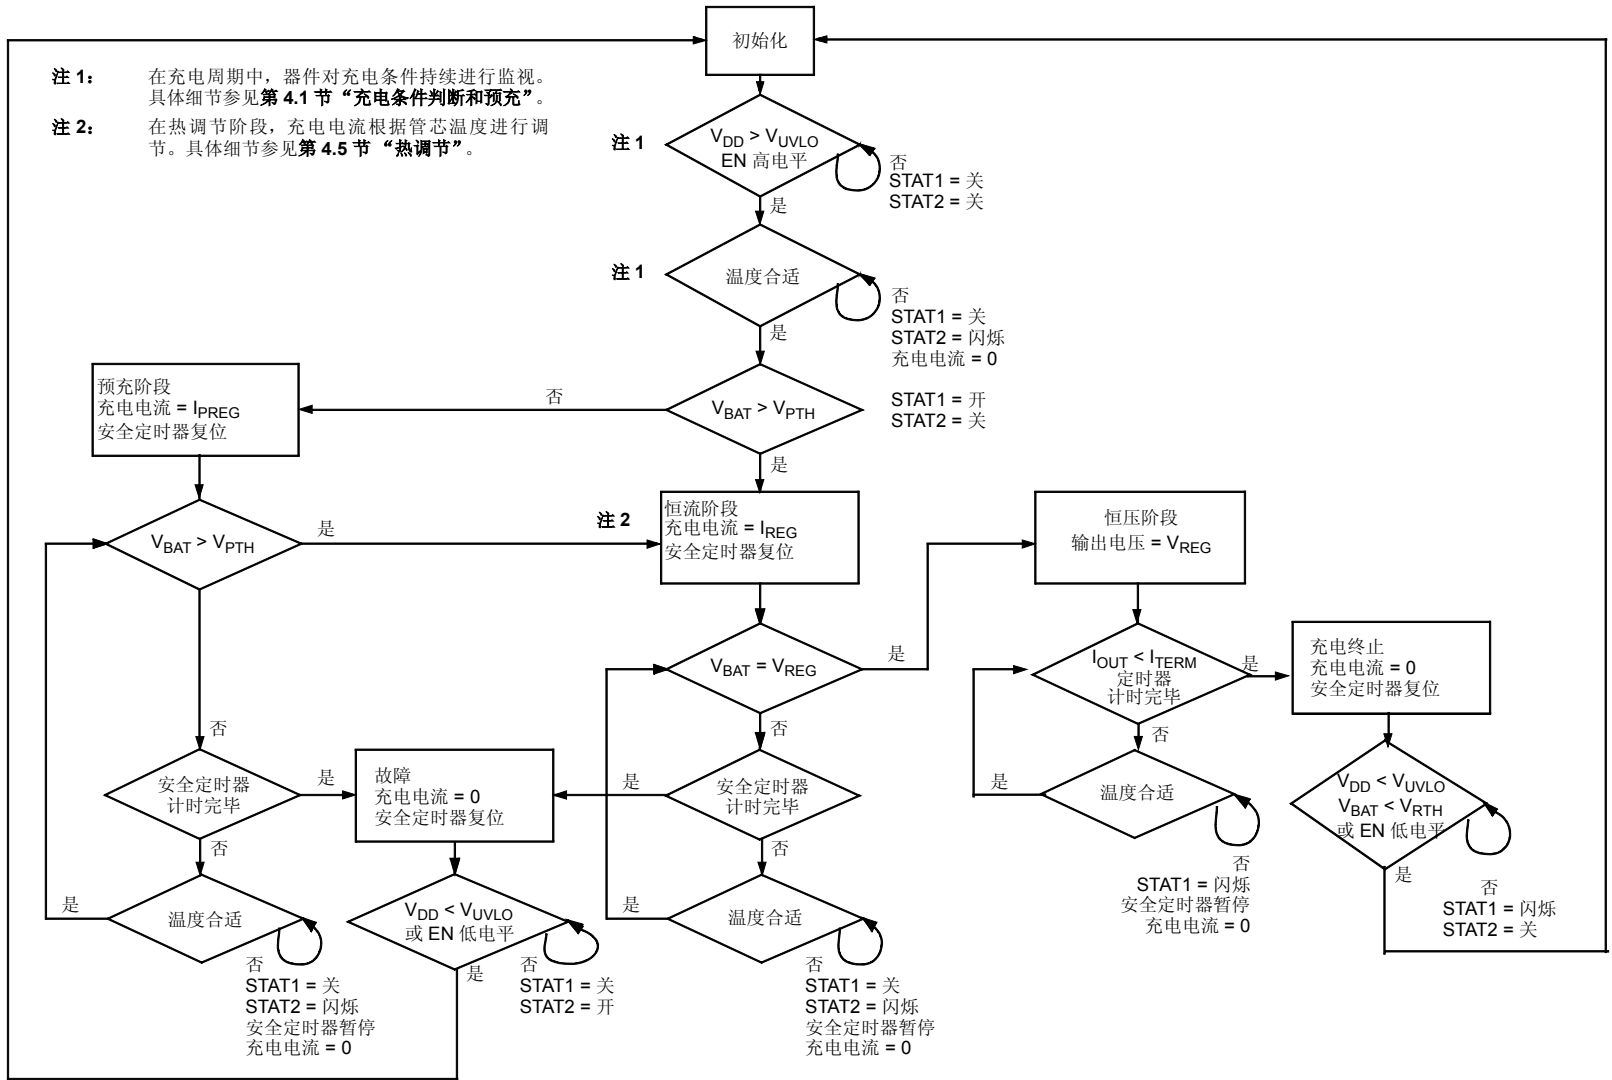 初始化
注 1： 在充电周期中，器件对充电条件持续进行监视。
具体细节参见第 4.1 节“充电条件判断和预充”。
注 2： 在热调节阶段，充电电流根据管芯温度进行调
节。具体细节参见第 4.5 节 “热调节”。
注 1
VDD > VUVLO
EN 高电平
否
STAT1 = 关
STAT2 = 关
是
注 1
温度合适
否
STAT1 = 关
STAT2 = 闪烁
充电电流 = 0
是
预充阶段
充电电流 = IPREG
安全定时器复位
否
VBAT > VPTH
STAT1 = 开
STAT2 = 关
是
VBAT > VPTH
是
注 2
恒流阶段
充电电流 = IREG
安全定时器复位
恒压阶段
输出电压 = VREG
VBAT = VREG
是
IOUT < ITERM
定时器
计时完毕
是
充电终止
充电电流 = 0
安全定时器复位
否
否
否
安全定时器
计时完毕
是
故障
充电电流 = 0
安全定时器复位
是
安全定时器
计时完毕
是
温度合适
VDD < VUVLO
VBAT < VRTH
或 EN 低电平
否
否
否
STAT1 = 闪烁
安全定时器暂停
充电电流 = 0
是
否
STAT1 = 闪烁
STAT2 = 关
是
温度合适
VDD < VUVLO
或 EN 低电平
是
温度合适
否
STAT1 = 关
STAT2 = 闪烁
安全定时器暂停
充电电流 = 0
是
否
STAT1 = 关
STAT2 = 开
否
STAT1 = 关
STAT2 = 闪烁
安全定时器暂停
充电电流 = 0